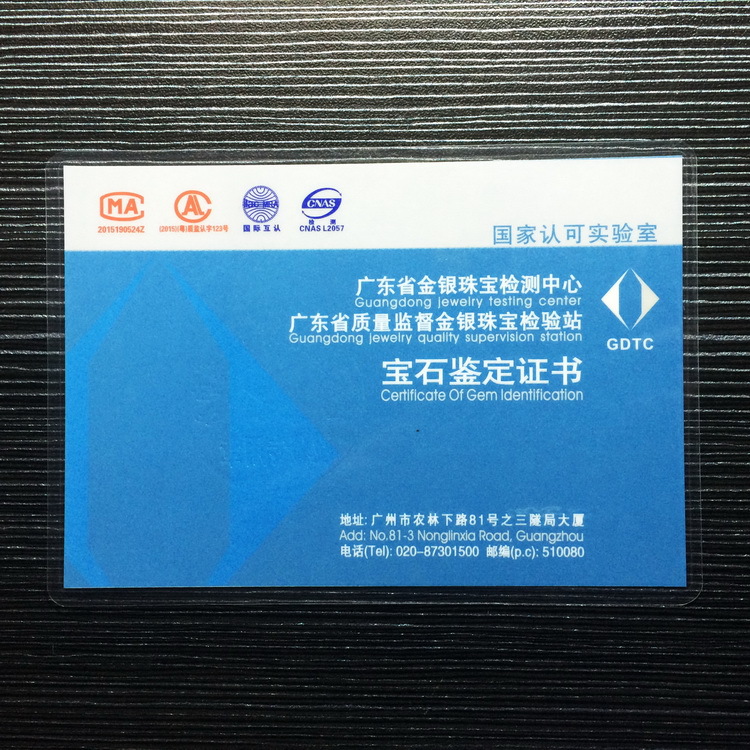 MA
2015190524Z
AL
(2015)(粤)质监认字123号
ilac-MRA
国际互认
CNAS
检测
CNAS L2057
国家认可实验室
广东省金银珠宝检测中心
Guangdong jewelry testing center
广东省质量监督金银珠宝检验站
Guangdong jewelry quality supervision station
GDTC
宝石鉴定证书
Certificate Of Gem Identification
地址: 广州市农林下路81号之三隧局大厦
Add: No.81-3 Nonglinxia Road, Guangzhou
电话(Tel): 020-87301500 邮编(p.c): 510080